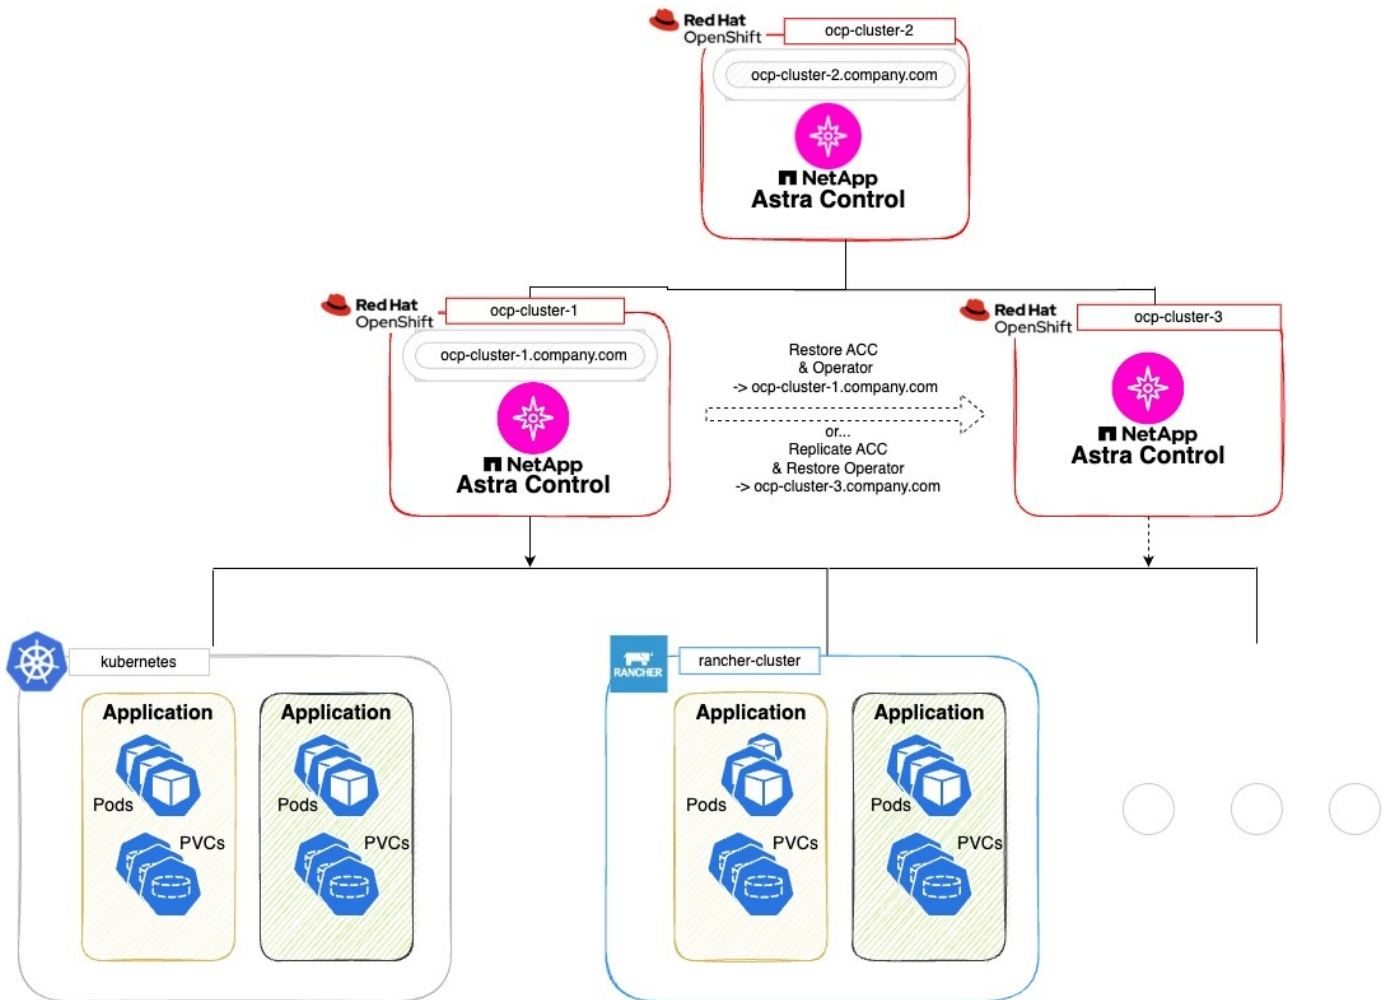 Red Hat
OpenShift
ocp-cluster-2
ocp-cluster-2.company.com
NetApp
Astra Control
Red Hat
OpenShift
ocp-cluster-1
ocp-cluster-1.company.com
NetApp
Astra Control
Restore ACC
& Operator
-> ocp-cluster-1.company.com
or...
Replicate ACC
& Restore Operator
-> ocp-cluster-3.company.com
Red Hat
OpenShift
ocp-cluster-3
NetApp
Astra Control
kubernetes
Application
Pods
PVCs
Application
Pods
PVCs
RANCHER
rancher-cluster
Application
Pods
PVCs
Application
Pods
PVCs